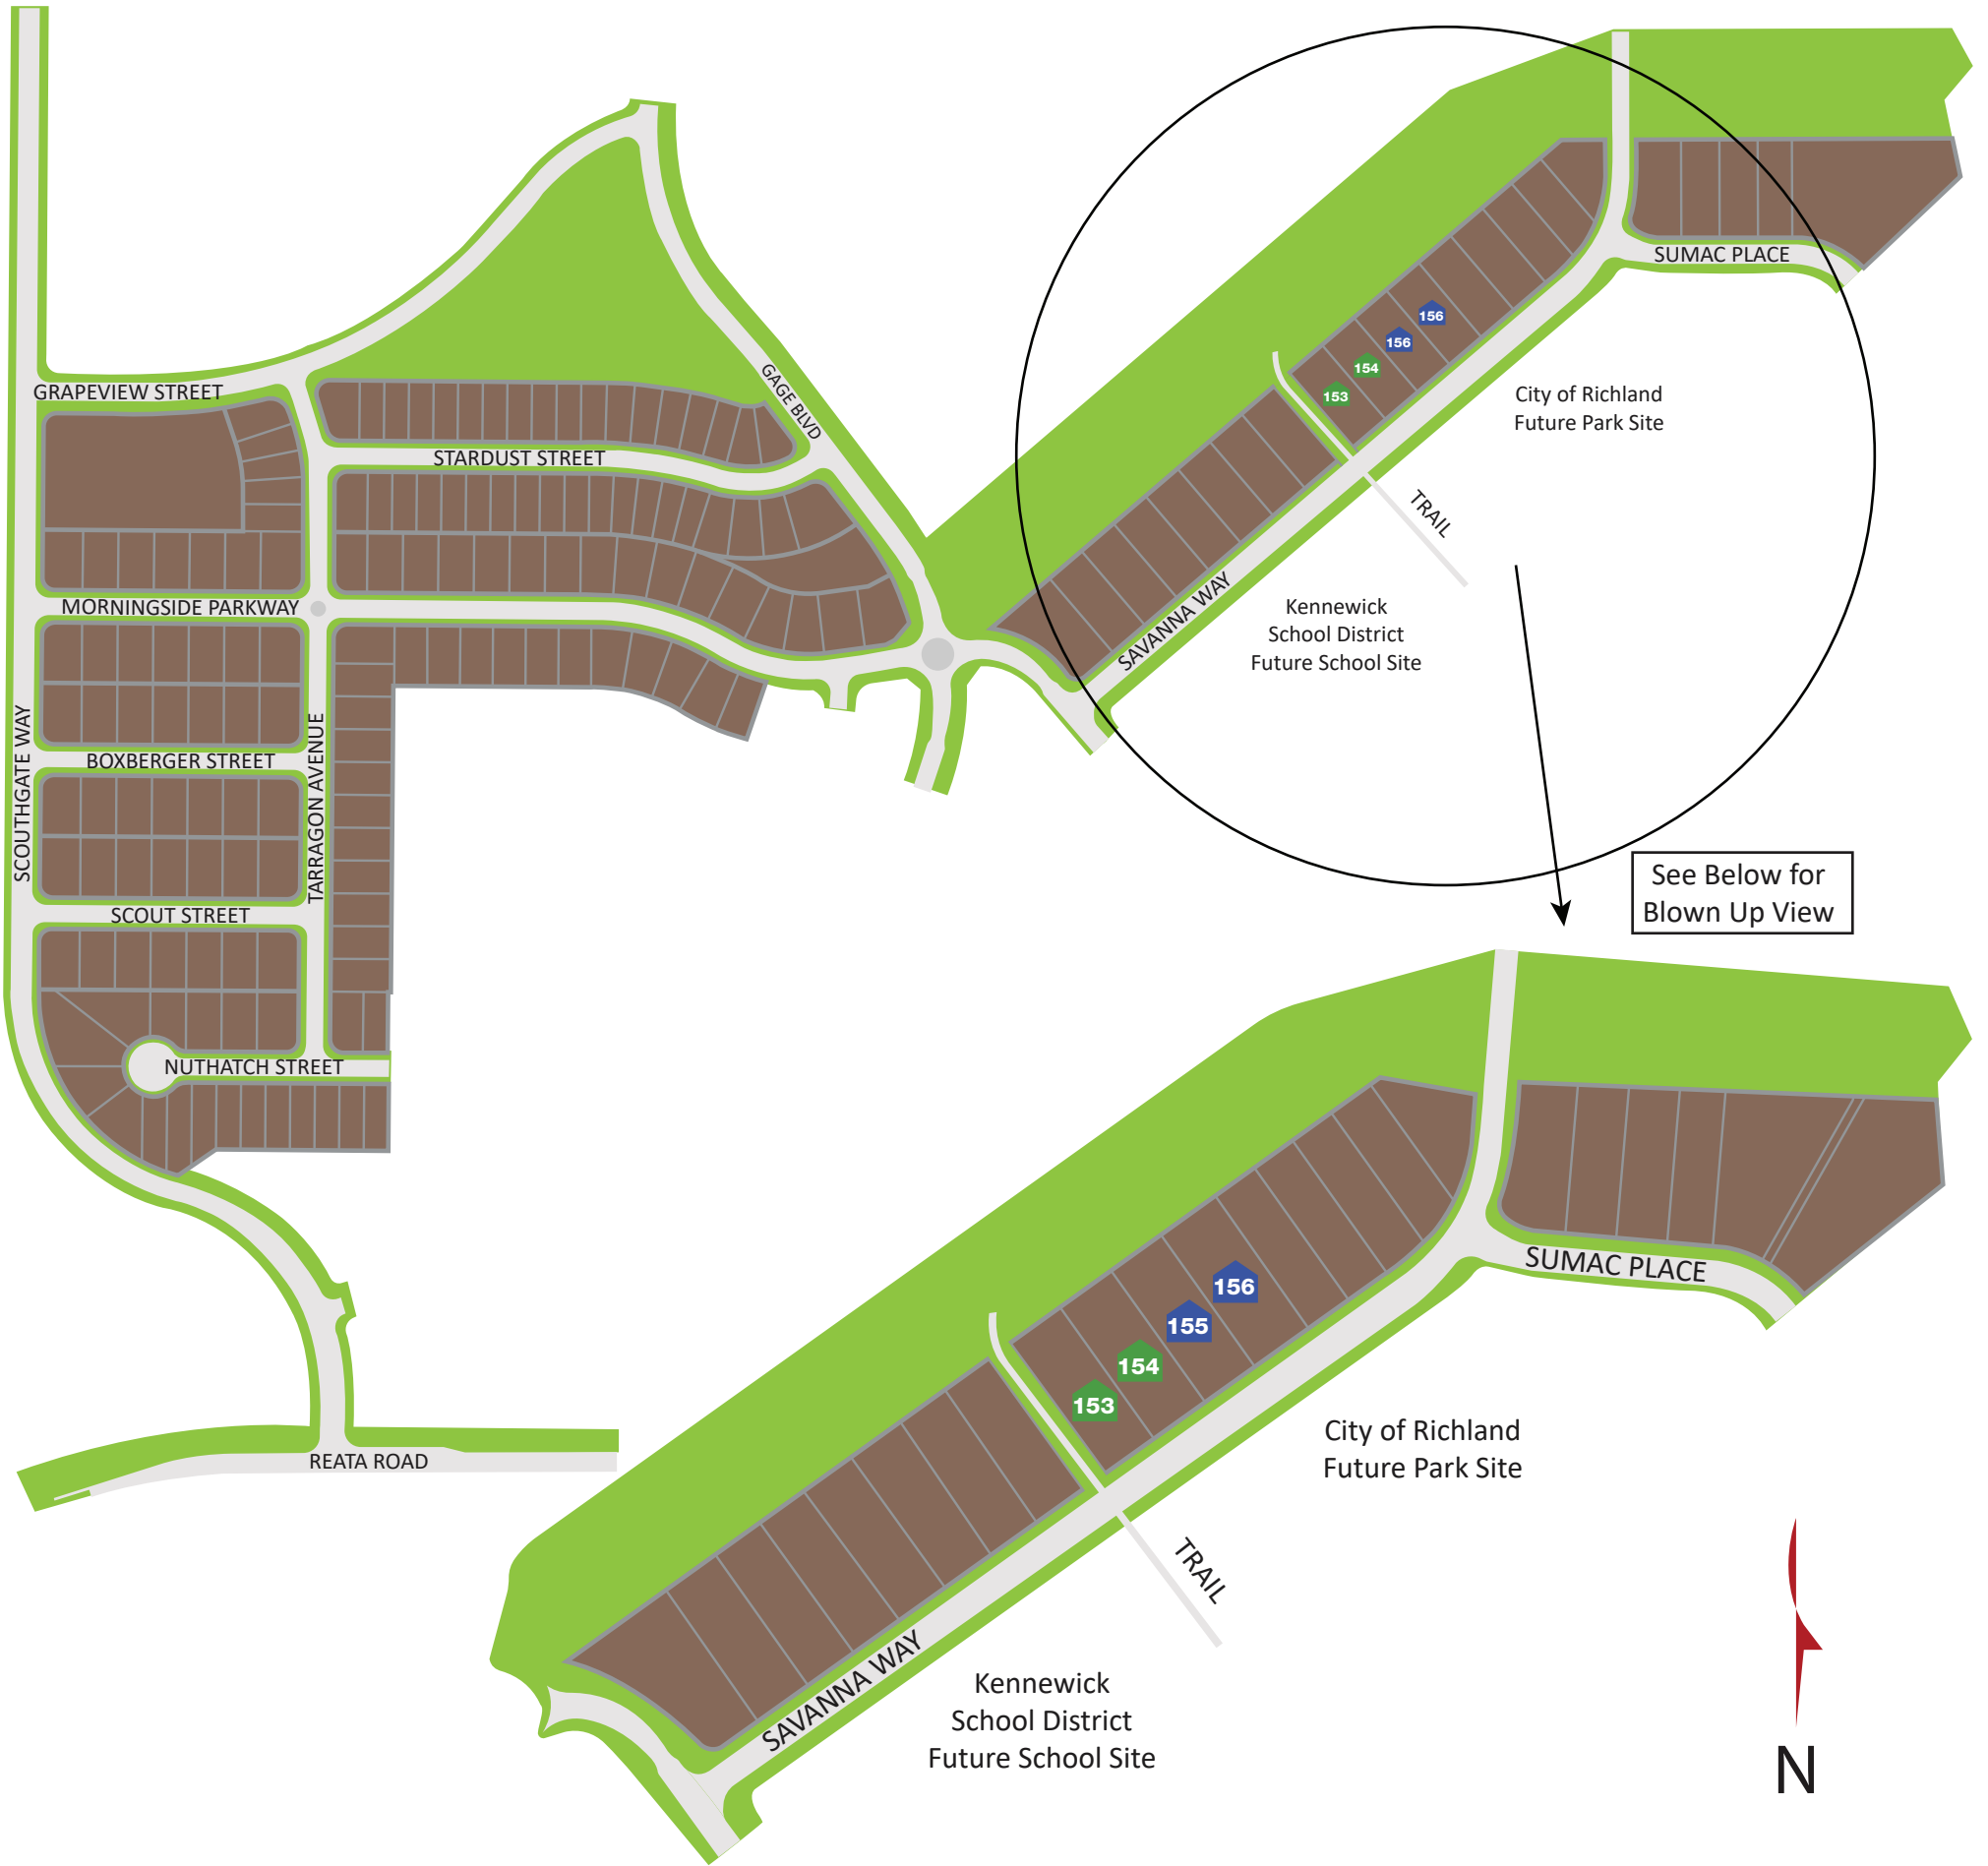 GRAPEVIEW STREET
STARDUST STREET
GAGE BLVD
MORNINGSIDE PARKWAY
BOXBERGER STREET
SCOUTHGATE WAY
TARRAGON AVENUE
SCOUT STREET
NUTHATCH STREET
REATA ROAD
SUMAC PLACE
156
156
154
153
City of Richland
Future Park Site
TRAIL
SAVANNA WAY
Kennewick
School District
Future School Site
See Below for
Blown Up View
SUMAC PLACE
156
155
154
153
City of Richland
Future Park Site
TRAIL
SAVANNA WAY
Kennewick
School District
Future School Site
N